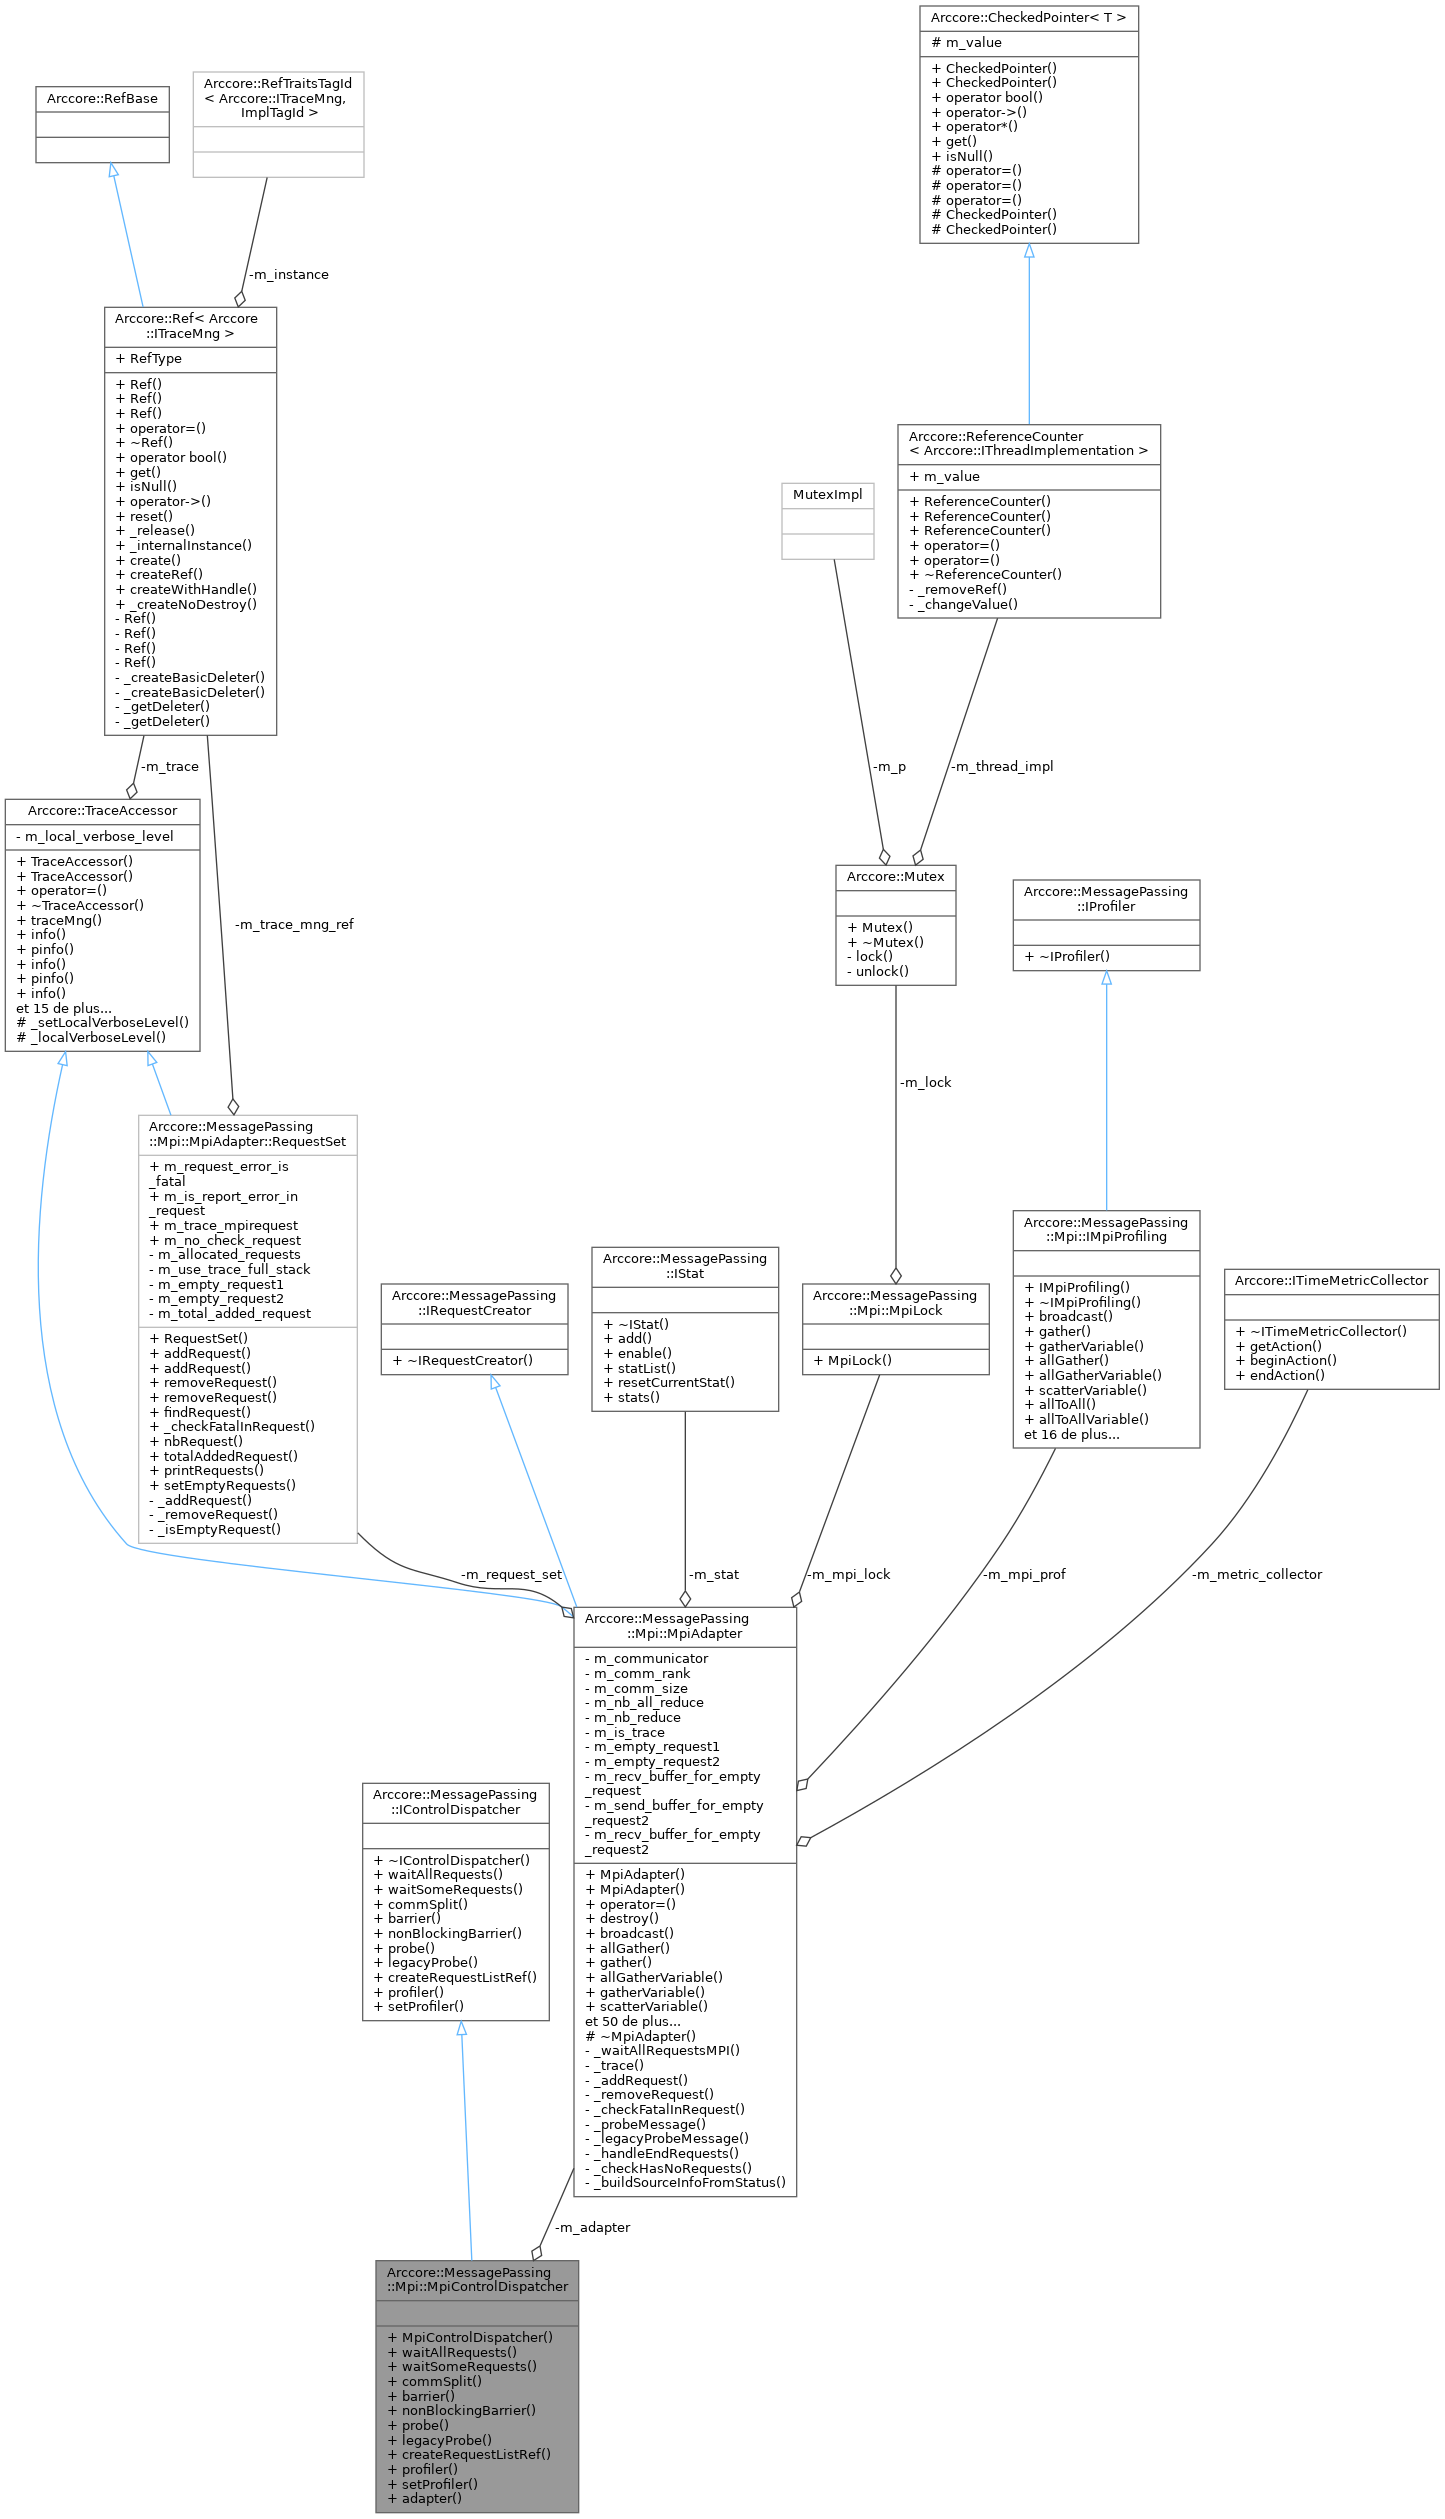 Arccore::CheckedPointer< T >
# m_value
+ CheckedPointer()
+ CheckedPointer()
+ operator bool()
+ operator->()
+ operator*()
+ get()
+ isNull()
# operator=()
# operator=()
# operator=()
# CheckedPointer()
# CheckedPointer()
Arccore::RefBase
Arccore::RefTraitsTagId
< Arccore::ITraceMng,
ImplTagId >
-m_instance
Arccore::Ref< Arccore
::ITraceMng >
+ RefType
+ Ref()
+ Ref()
+ Ref()
+ operator=()
+ ~Ref()
+ operator bool()
+ get()
+ isNull()
+ operator->()
+ reset()
+ _release()
+ _internalInstance()
+ create()
+ createRef()
+ createWithHandle()
+ _createNoDestroy()
- Ref()
- Ref()
- Ref()
- Ref()
- _createBasicDeleter()
- _createBasicDeleter()
- _getDeleter()
- _getDeleter()
Arccore::ReferenceCounter
< Arccore::IThreadImplementation >
+ m_value
+ ReferenceCounter()
+ ReferenceCounter()
+ ReferenceCounter()
+ operator=()
+ operator=()
+ ~ReferenceCounter()
- _removeRef()
- _changeValue()
MutexImpl
-m_trace
-m_p
-m_thread_impl
Arccore::TraceAccessor
- m_local_verbose_level
+ TraceAccessor()
+ TraceAccessor()
+ operator=()
+ ~TraceAccessor()
+ traceMng()
+ info()
+ pinfo()
+ info()
+ pinfo()
+ info()
et 15 de plus...
# _setLocalVerboseLevel()
# _localVerboseLevel()
-m_trace_mng_ref
Arccore::Mutex
+ Mutex()
+ ~Mutex()
- lock()
- unlock()
Arccore::MessagePassing
::IProfiler
+ ~IProfiler()
-m_lock
Arccore::MessagePassing
::Mpi::MpiAdapter::RequestSet
+ m_request_error_is
_fatal
+ m_is_report_error_in
_request
+ m_trace_mpirequest
+ m_no_check_request
- m_allocated_requests
- m_use_trace_full_stack
- m_empty_request1
- m_empty_request2
- m_total_added_request
+ RequestSet()
+ addRequest()
+ addRequest()
+ removeRequest()
+ removeRequest()
+ findRequest()
+ _checkFatalInRequest()
+ nbRequest()
+ totalAddedRequest()
+ printRequests()
+ setEmptyRequests()
- _addRequest()
- _removeRequest()
- _isEmptyRequest()
Arccore::MessagePassing
::IRequestCreator
+ ~IRequestCreator()
Arccore::MessagePassing
::IStat
+ ~IStat()
+ add()
+ enable()
+ statList()
+ resetCurrentStat()
+ stats()
Arccore::MessagePassing
::Mpi::MpiLock
+ MpiLock()
Arccore::MessagePassing
::Mpi::IMpiProfiling
+ IMpiProfiling()
+ ~IMpiProfiling()
+ broadcast()
+ gather()
+ gatherVariable()
+ allGather()
+ allGatherVariable()
+ scatterVariable()
+ allToAll()
+ allToAllVariable()
et 16 de plus...
Arccore::ITimeMetricCollector
+ ~ITimeMetricCollector()
+ getAction()
+ beginAction()
+ endAction()
-m_request_set
-m_stat
-m_mpi_lock
-m_mpi_prof
-m_metric_collector
Arccore::MessagePassing
::Mpi::MpiAdapter
- m_communicator
- m_comm_rank
- m_comm_size
- m_nb_all_reduce
- m_nb_reduce
- m_is_trace
- m_empty_request1
- m_empty_request2
- m_recv_buffer_for_empty
_request
- m_send_buffer_for_empty
_request2
- m_recv_buffer_for_empty
_request2
+ MpiAdapter()
+ MpiAdapter()
+ operator=()
+ destroy()
+ broadcast()
+ allGather()
+ gather()
+ allGatherVariable()
+ gatherVariable()
+ scatterVariable()
et 50 de plus...
# ~MpiAdapter()
- _waitAllRequestsMPI()
- _trace()
- _addRequest()
- _removeRequest()
- _checkFatalInRequest()
- _probeMessage()
- _legacyProbeMessage()
- _handleEndRequests()
- _checkHasNoRequests()
- _buildSourceInfoFromStatus()
Arccore::MessagePassing
::IControlDispatcher
+ ~IControlDispatcher()
+ waitAllRequests()
+ waitSomeRequests()
+ commSplit()
+ barrier()
+ nonBlockingBarrier()
+ probe()
+ legacyProbe()
+ createRequestListRef()
+ profiler()
+ setProfiler()
-m_adapter
Arccore::MessagePassing
::Mpi::MpiControlDispatcher
+ MpiControlDispatcher()
+ waitAllRequests()
+ waitSomeRequests()
+ commSplit()
+ barrier()
+ nonBlockingBarrier()
+ probe()
+ legacyProbe()
+ createRequestListRef()
+ profiler()
+ setProfiler()
+ adapter()